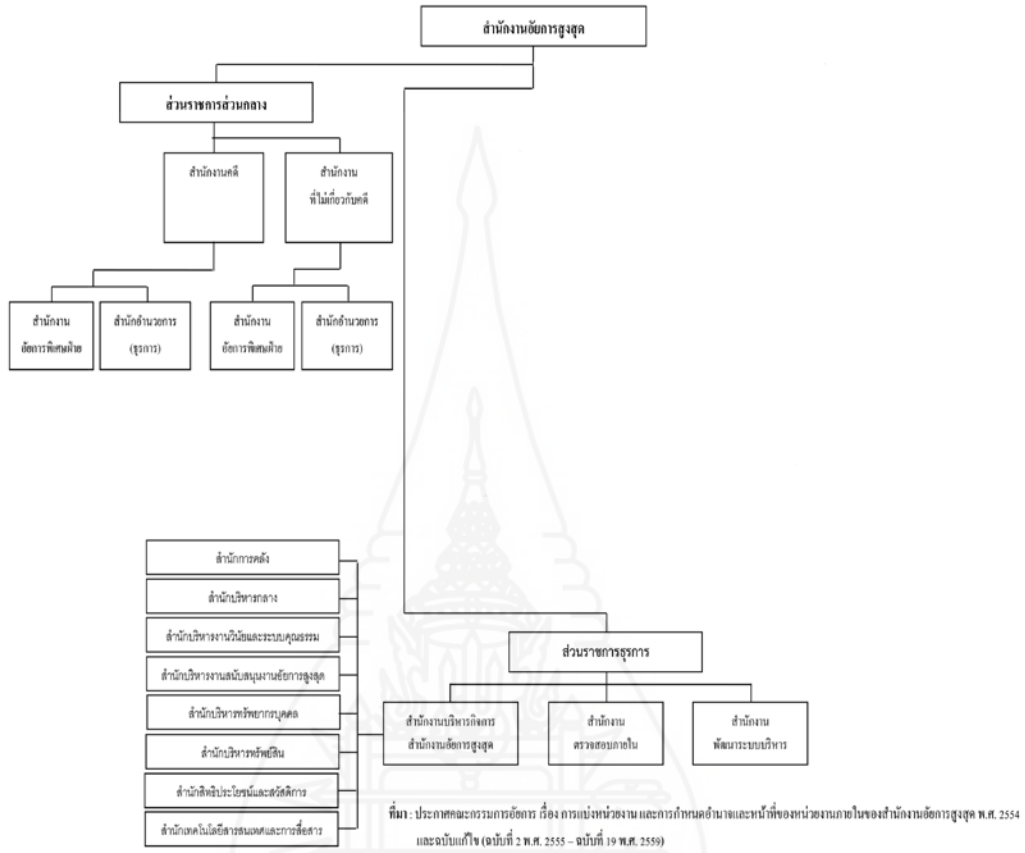 สำนักงานอัยการสูงสุด
ส่วนราชการส่วนกลาง
สำนักงานคดี
สำนักงาน
ที่ไม่เกี่ยวกับคดี
สำนักงาน
อัยการพิเศษฝ่าย
สำนักอำนวยการ
(ธุรการ)
สำนักงาน
อัยการพิเศษฝ่าย
สำนักอำนวยการ
(ธุรการ)
สำนักการคลัง
สำนักบริหารกลาง
สำนักบริหารงานวินัยและระบบคุณธรรม
สำนักบริหารงานสนับสนุนงานอัยการสูงสุด
สำนักบริหารทรัพยากรบุคคล
สำนักบริหารทรัพย์สิน
สำนักสิทธิประโยชน์และสวัสดิการ
สำนักเทคโนโลยีสารสนเทศและการสื่อสาร
ส่วนราชการธุรการ
สำนักงานบริหารกิจการ
สำนักงานอัยการสูงสุด
สำนักงาน
ตรวจสอบภายใน
สำนักงาน
พัฒนาระบบบริหาร
ที่มา : ประกาศคณะกรรมการอัยการ เรื่อง การแบ่งหน่วยงาน และการกำหนดอำนาจและหน้าที่ของหน่วยงานภายในของสำนักงานอัยการสูงสุด พ.ศ. 2554
และฉบับแก้ไข (ฉบับที่ 2 พ.ศ. 2555 – ฉบับที่ 19 พ.ศ. 2559)